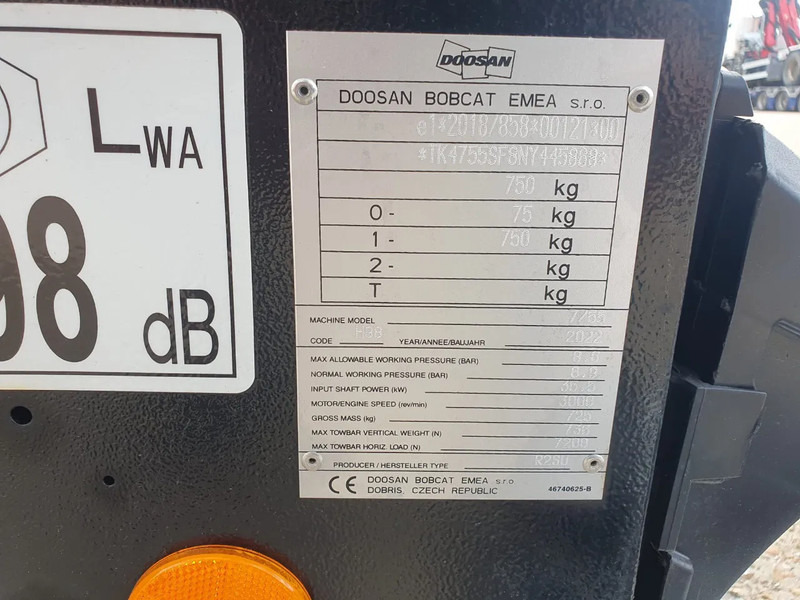 LWA
98
dB
DOOSAN
DOOSAN BOBCAT EMEA s.r.o.
e1*2018/858*00121*00
750 kg
0- 75 kg
1- 750 kg
2- kg
T kg
MACHINE MODEL
CODE YEAR/ANNEE/BAUJAHR 2022
MAX ALLOWABLE WORKING PRESSURE (BAR)
NORMAL WORKING PRESSURE (BAR)
INPUT SHAFT POWER (kW)
MOTOR/ENGINE SPEED (rev/min) 3000
GROSS MASS (kg)
MAX TOWBAR VERTICAL WEIGHT (N)
MAX TOWBAR HORIZ. LOAD (N)
PRODUCER / HERSTELLER TYPE
CE DOOSAN BOBCAT EMEA s.r.o
DOBRIS, CZECH REPUBLIC 46740625-B